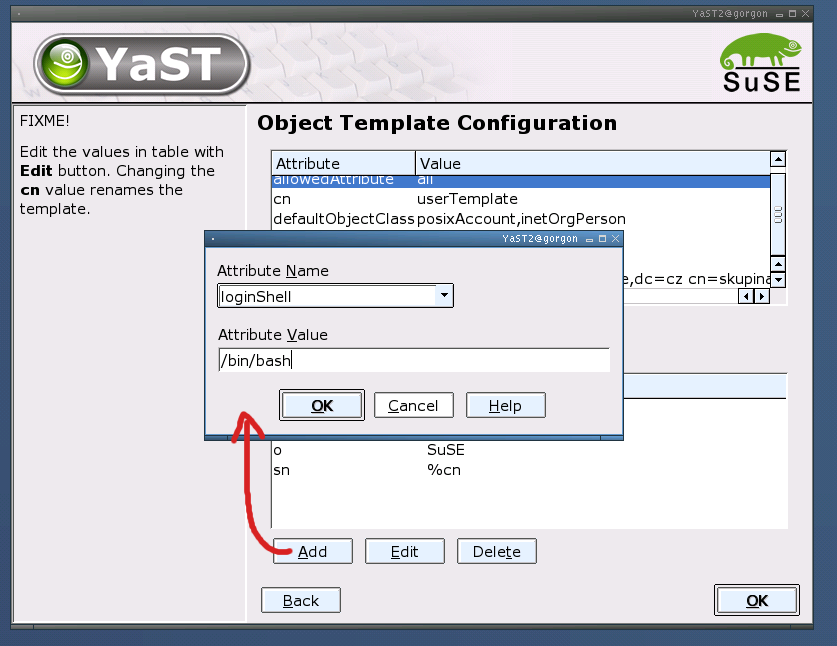 YaST2@gorgon
YaST
SuSE
FIXME!
Edit the values in table with
Edit button. Changing the
cn value renames the
template.
Object Template Configuration
Attribute Value
allowedAttribute all
cn userTemplate
defaultObjectClass posixAccount,inetOrgPerson
YaST2@gorgon
Attribute Name
,dc=cz cn=skupina
loginShell
Attribute Value
/bin/bash
OK Cancel Help
o SuSE
sn %cn
Add Edit Delete
Back OK